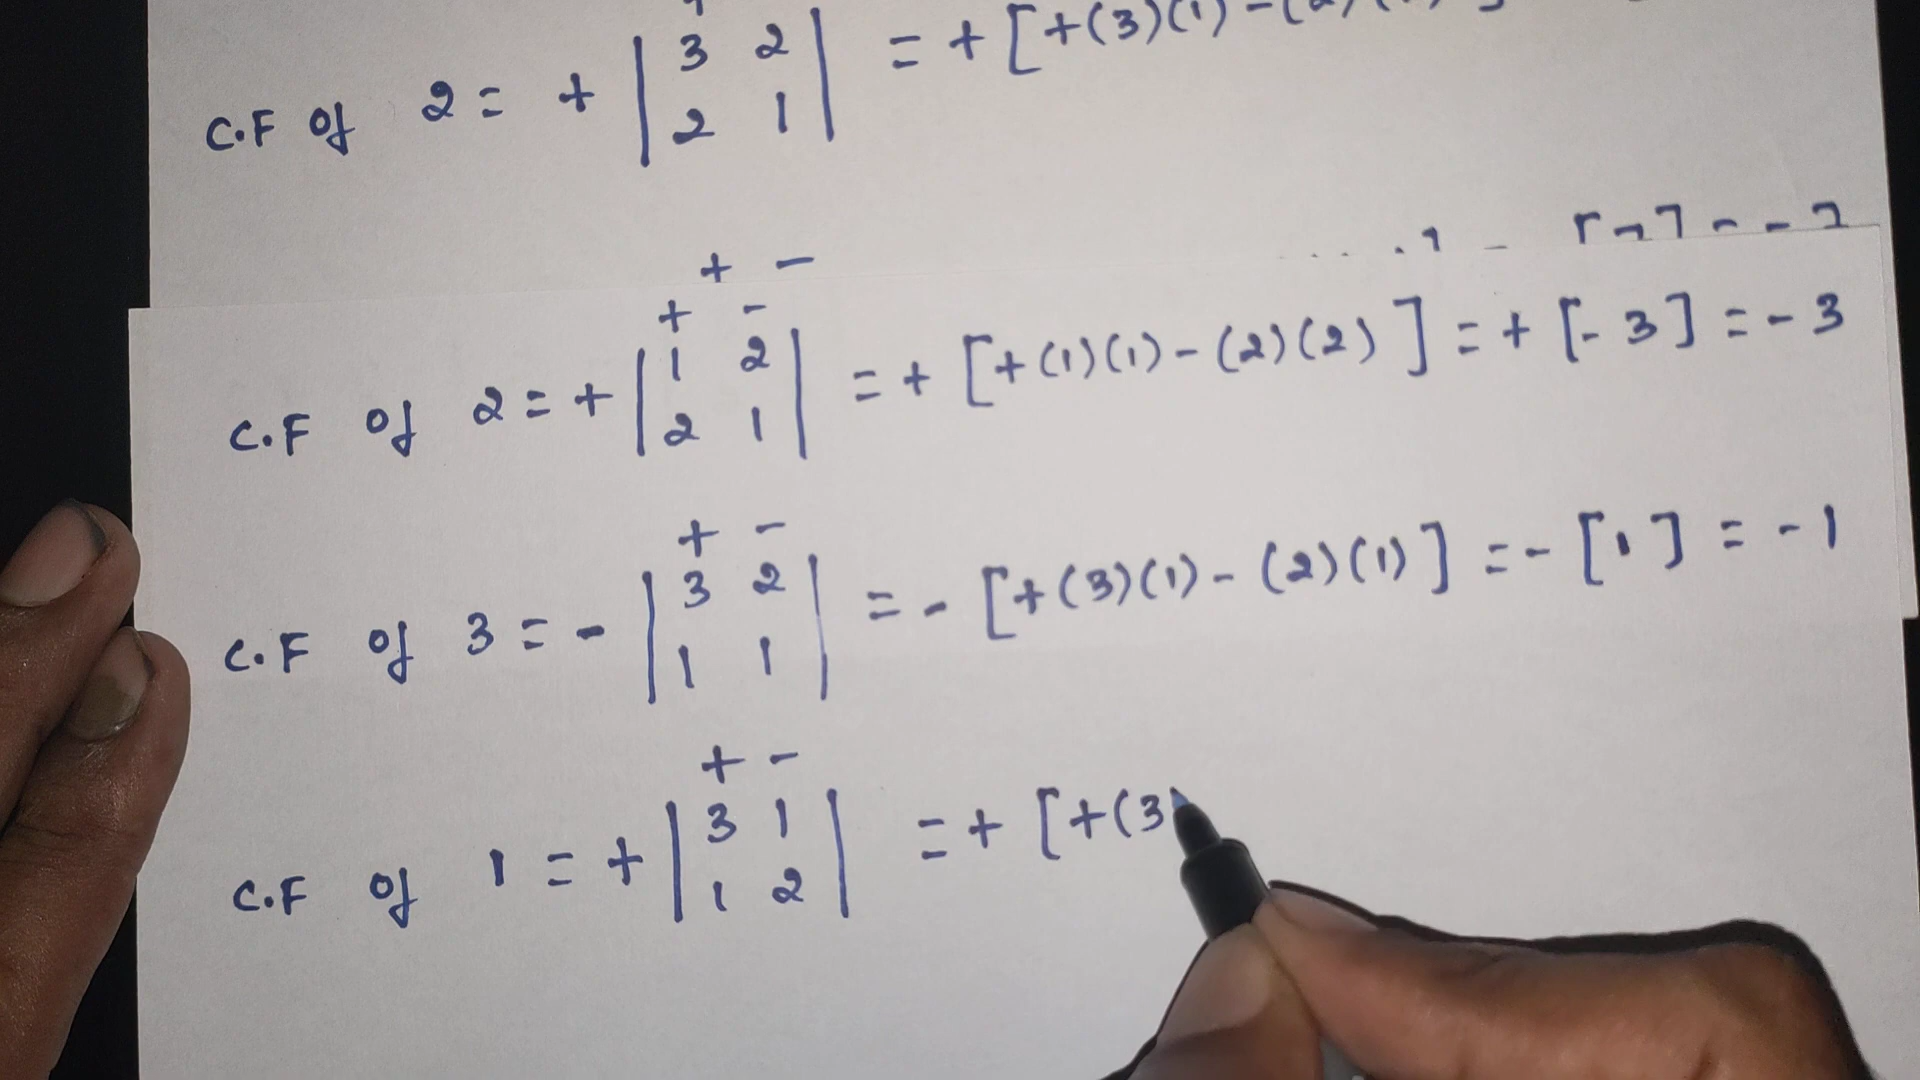 C.F of 2 = + | 3 2 | = + [+(3)(1) - (2)
2 1
+ -
+ -
C.F of 2 = + | 1 2 | = + [+(1)(1) - (2)(2)] = + [- 3] = - 3
2 1
+ -
C.F of 3 = - | 3 2 | = - [+(3)(1) - (2)(1)] = - [1] = - 1
1 1
+ -
C.F of 1 = + | 3 1 | = + [+(3)
1 2